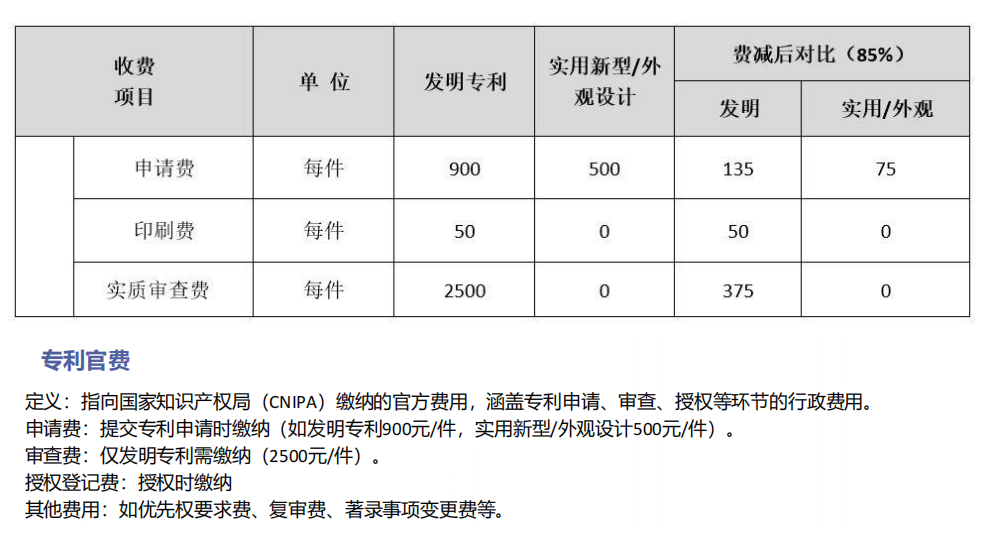 收费项目 单 位 发明专利 实用新型/外观设计 费减后对比（85%）
发明 实用/外观
申请费 每件 900 500 135 75
印刷费 每件 50 0 50 0
实质审查费 每件 2500 0 375 0
专利官费
定义：指向国家知识产权局（CNIPA）缴纳的官方费用，涵盖专利申请、审查、授权等环节的行政费用。
申请费：提交专利申请时缴纳（如发明专利900元/件，实用新型/外观设计500元/件）。
审查费：仅发明专利需缴纳（2500元/件）。
授权登记费：授权时缴纳
其他费用：如优先权要求费、复审费、著录事项变更费等。